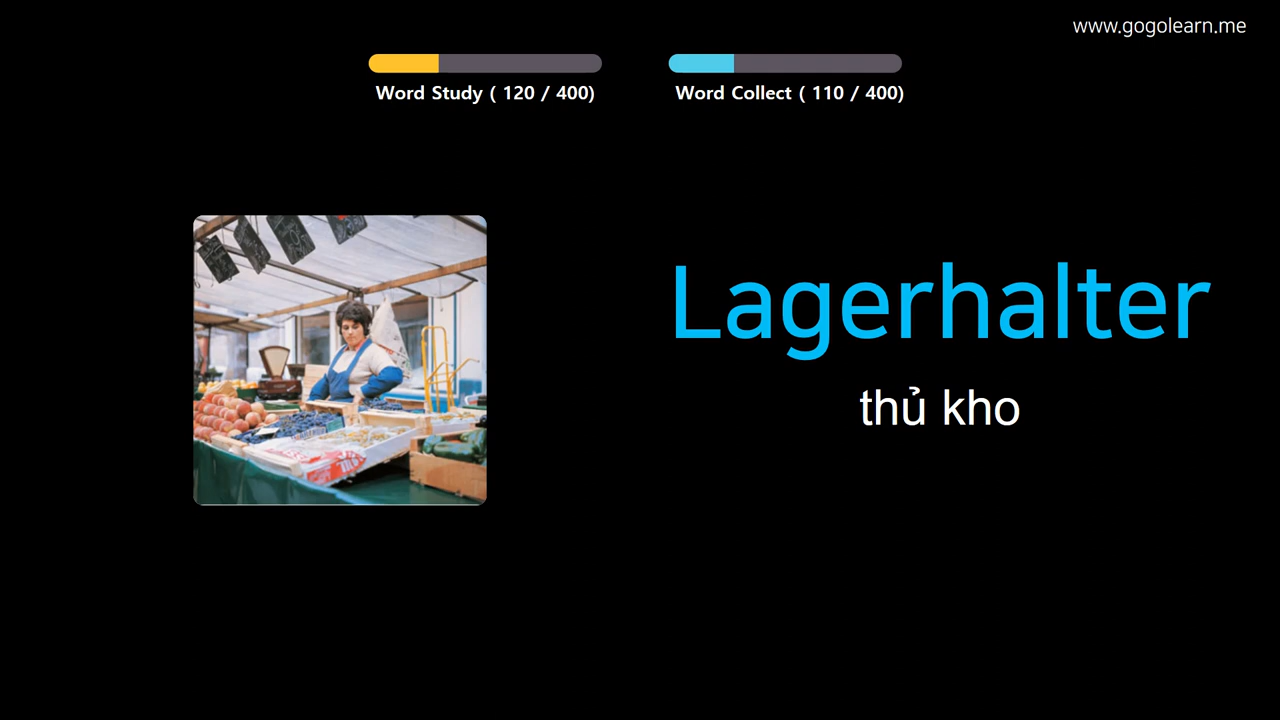 www.gogolearn.me
Word Study ( 120 / 400)
Word Collect ( 110 / 400)
Lagerhalter
thủ kho